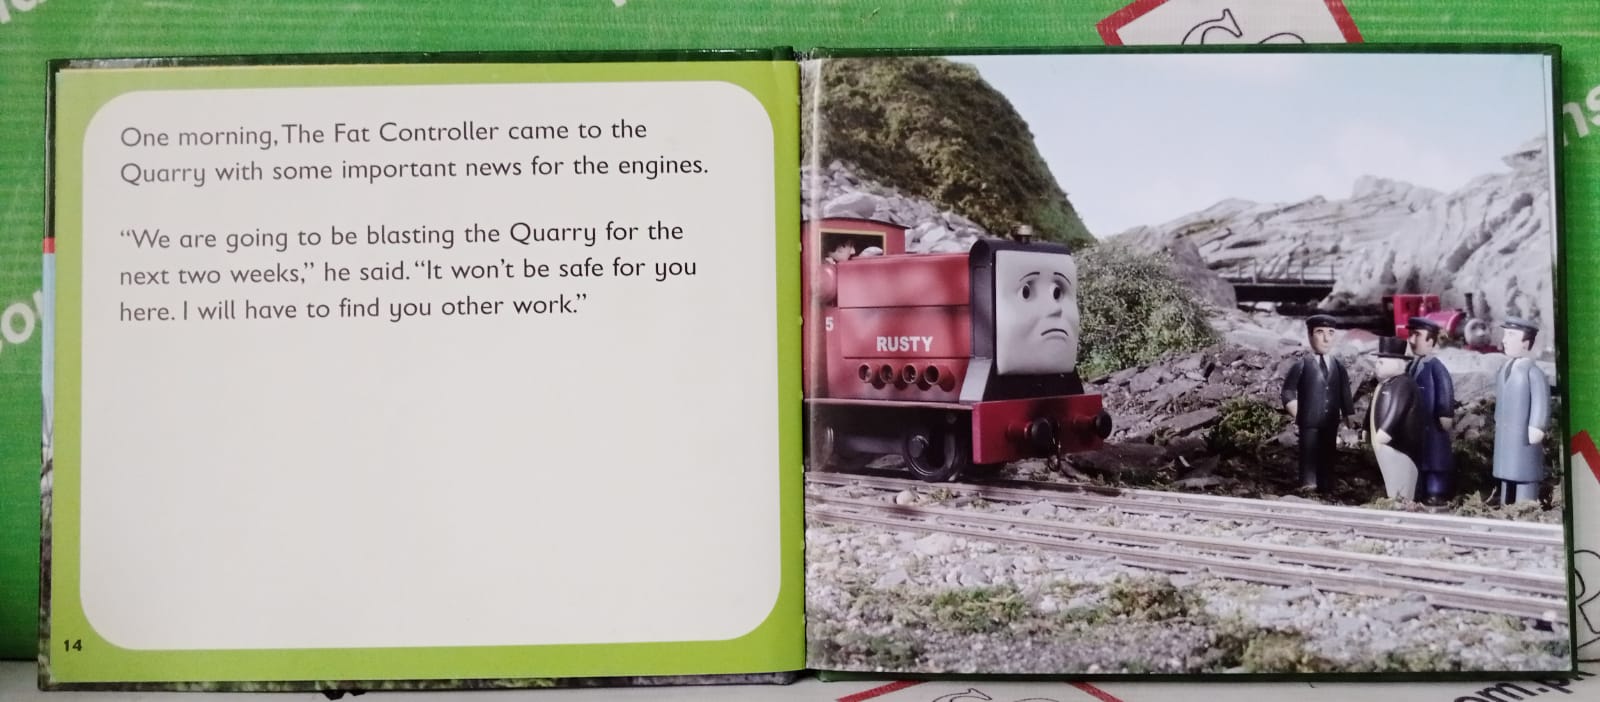 One morning, The Fat Controller came to the
Quarry with some important news for the engines.
“We are going to be blasting the Quarry for the
next two weeks,” he said. “It won’t be safe for you
here. I will have to find you other work.”
14
5
RUSTY